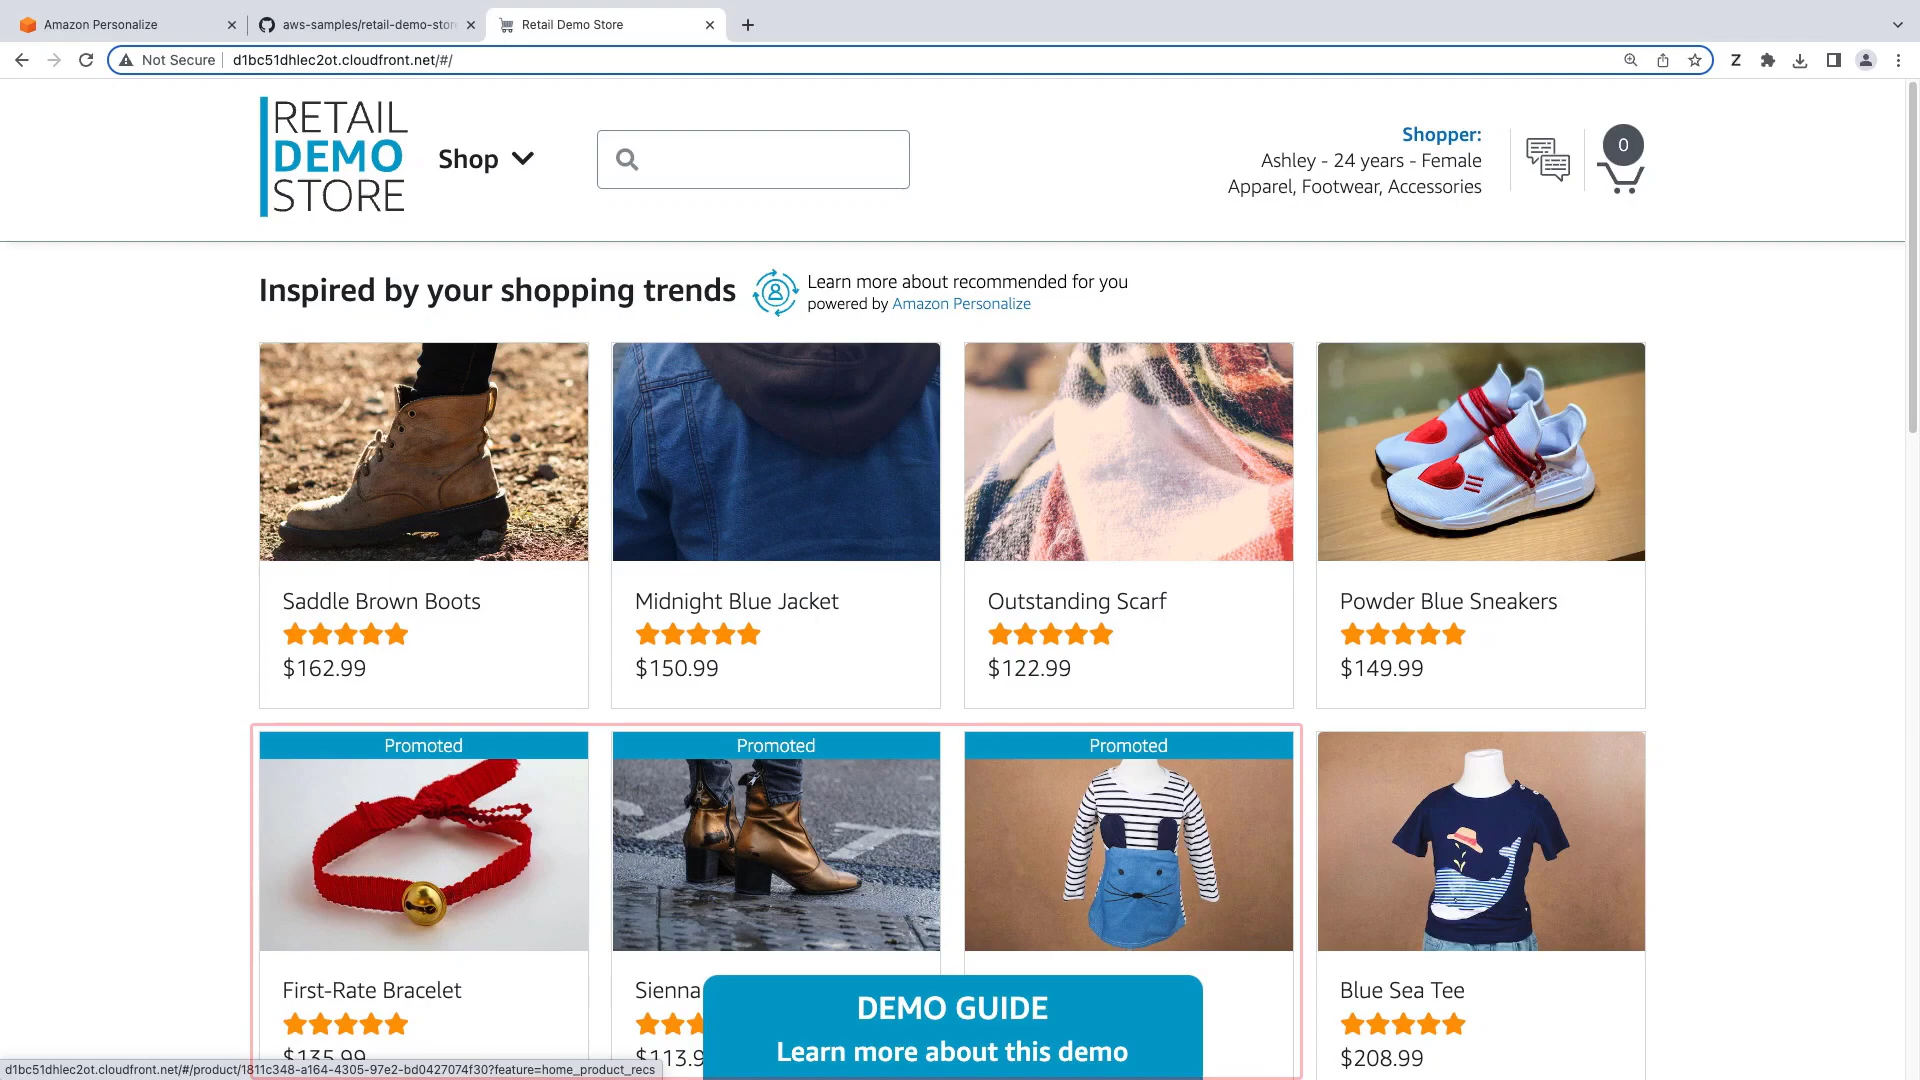 Amazon Personalize
aws-samples/retail-demo-store
Retail Demo Store
Not Secure
d1bc51dhlec2ot.cloudfront.net/#/
Z
RETAIL
DEMO
STORE
Shop
Shopper:
Ashley - 24 years - Female
Apparel, Footwear, Accessories
0
Inspired by your shopping trends
Learn more about recommended for you
powered by Amazon Personalize
Saddle Brown Boots
$162.99
Midnight Blue Jacket
$150.99
Outstanding Scarf
$122.99
Powder Blue Sneakers
$149.99
Promoted
Promoted
Promoted
First-Rate Bracelet
$135.99
Sienna
$113.9
Blue Sea Tee
$208.99
DEMO GUIDE
Learn more about this demo
d1bc51dhlec2ot.cloudfront.net/#/product/1811c348-a164-4305-97e2-bd0427074f30?feature=home_product_recs